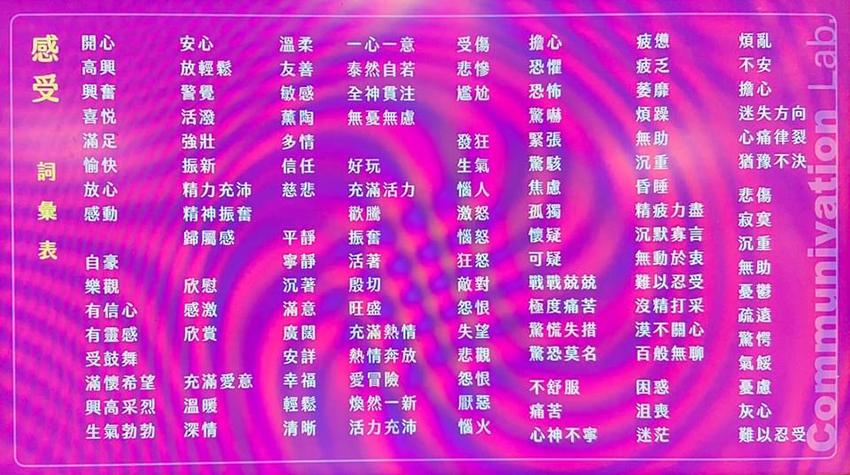 感受
詞彙表
開心
高興
興奮
喜悅
滿足
愉快
放心
感動
自豪
樂觀
有信心
有靈感
受鼓舞
滿懷希望
興高采烈
生氣勃勃
安心
放輕鬆
警覺
活潑
強壯
振新
精力充沛
精神振奮
歸屬感
欣慰
感激
欣賞
充滿愛意
溫暖
深情
溫柔
友善
敏感
薰陶
多情
信任
慈悲
平靜
寧靜
沉著
滿意
廣闊
安詳
幸福
輕鬆
清晰
一心一意
泰然自若
全神貫注
無憂無慮
好玩
充滿活力
歡騰
振奮
活著
殷切
旺盛
充滿熱情
熱情奔放
愛冒險
煥然一新
活力充沛
受傷
悲慘
尷尬
發狂
生氣
惱人
激怒
惱怒
狂怒
敵對
怨恨
失望
悲觀
怨恨
厭惡
惱火
擔心
恐懼
恐怖
驚嚇
緊張
驚駭
焦慮
孤獨
懷疑
可疑
戰戰兢兢
極度痛苦
驚慌失措
驚恐莫名
不舒服
痛苦
心神不寧
疲憊
疲乏
萎靡
煩躁
無助
沉重
昏睡
精疲力盡
沉默寡言
無動於衷
難以忍受
沒精打采
漠不關心
百般無聊
困惑
沮喪
迷茫
煩亂
不安
擔心
迷失方向
心痛律裂
猶豫不決
悲傷
寂寞
沉重
無助
憂鬱
疏遠
驚愕
氣餒
憂慮
灰心
難以忍受
Communivation Lab.